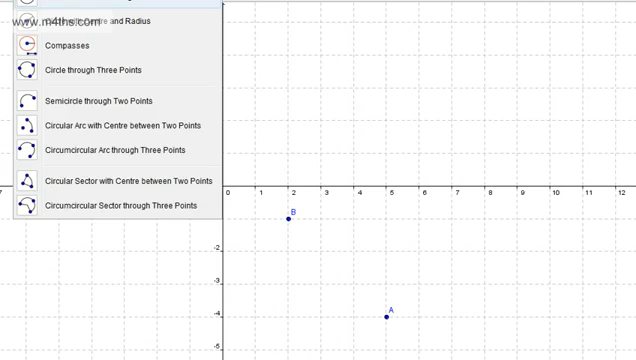 www.m4ths.com
and Radius
Compasses
Circle through Three Points
Semicircle through Two Points
Circular Arc with Centre between Two Points
Circumcircular Arc through Three Points
Circular Sector with Centre between Two Points
Circumcircular Sector through Three Points
0 1 2 3 4 5 6 7 8 9 10 11 12
B
-2
-3
A
-4
-5